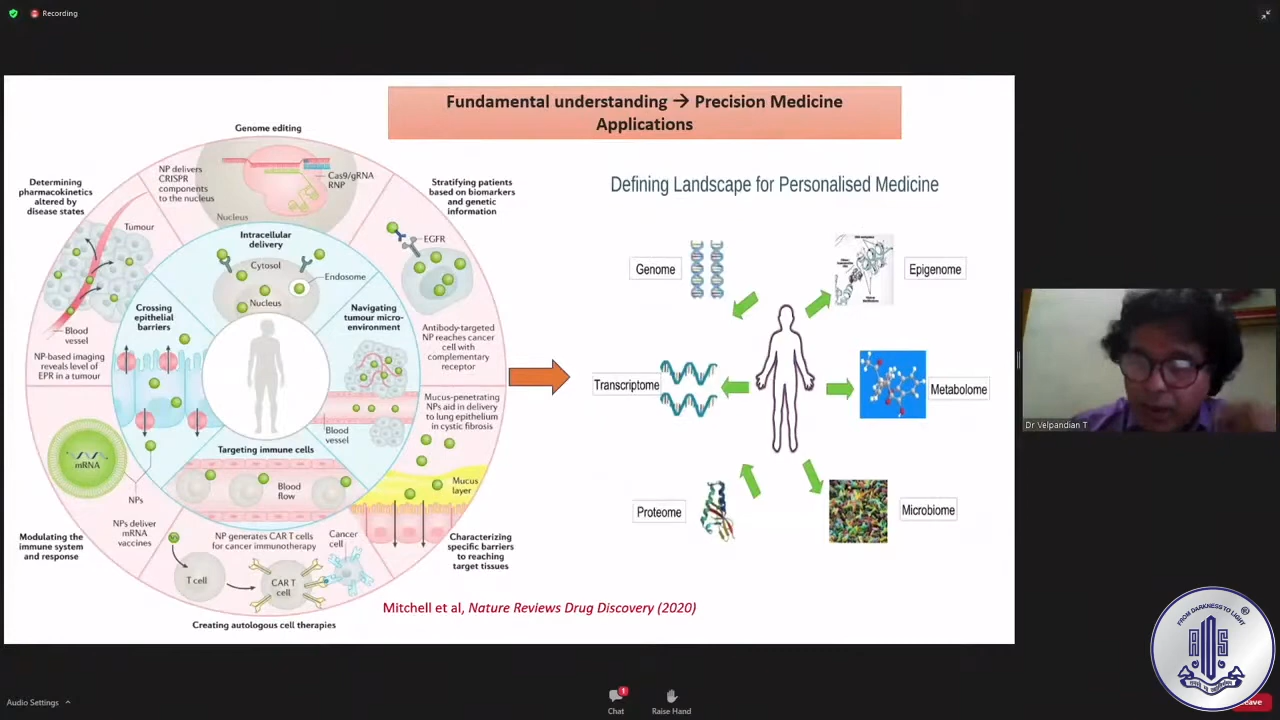 Recording
Fundamental understanding → Precision Medicine
Applications
Genome editing
NP delivers
CRISPR
components
to the nucleus
Cas9/gRNA
RNP
Nucleus
Determining
pharmacokinetics
altered by
disease states
Tumour
Blood
vessel
NP-based imaging
reveals level of
EPR in a tumour
Stratifying patients
based on biomarkers
and genetic
information
EGFR
Antibody-targeted
NP reaches cancer
cell with
complementary
receptor
Intracellular
delivery
Cytosol
Endosome
Nucleus
Crossing
epithelial
barriers
Navigating
tumour micro-
environment
Blood
vessel
Targeting immune cells
Blood
flow
Mucus-penetrating
NPs aid in delivery
to lung epithelium
in cystic fibrosis
Mucus
layer
Characterizing
specific barriers
to reaching
target tissues
mRNA
NPs
NPs deliver
mRNA
vaccines
Modulating the
immune system
and response
NP generates CAR T cells
for cancer immunotherapy
Cancer
cell
T cell
CAR T
cell
Creating autologous cell therapies
Mitchell et al, Nature Reviews Drug Discovery (2020)
Defining Landscape for Personalised Medicine
Genome
Epigenome
Transcriptome
Metabolome
Proteome
Microbiome
Dr Velpandian T
FROM DARKNESS TO LIGHT
Audio Settings
Chat
1
Raise Hand
eave